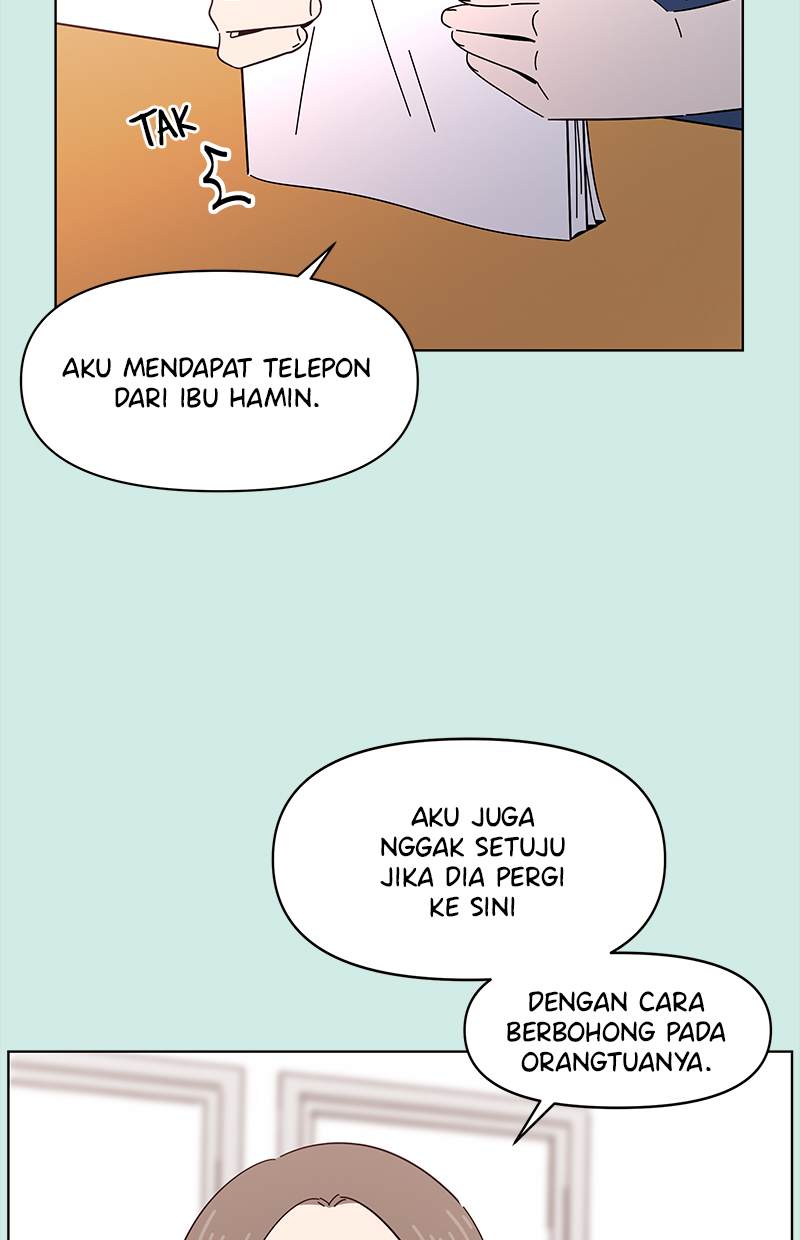 TAK
AKU MENDAPAT TELEPON
DARI IBU HAMIN.
AKU JUGA
NGGAK SETUJU
JIKA DIA PERGI
KE SINI
DENGAN CARA
BERBOHONG PADA
ORANGTUANYA.